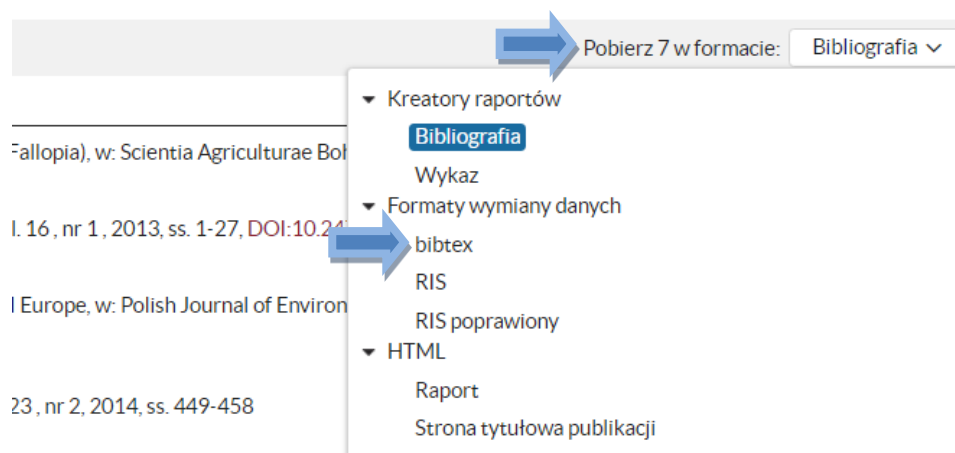 Pobierz 7 w formacie: Bibliografia
Kreatory raportów
Bibliografia
Fallopia), w: Scientia Agriculturae Boh
Wykaz
Formaty wymiany danych
l. 16 , nr 1 , 2013, ss. 1-27, DOI:10.24
bibtex
RIS
l Europe, w: Polish Journal of Environ
RIS poprawiony
HTML
Raport
23 , nr 2, 2014, ss. 449-458
Strona tytułowa publikacji